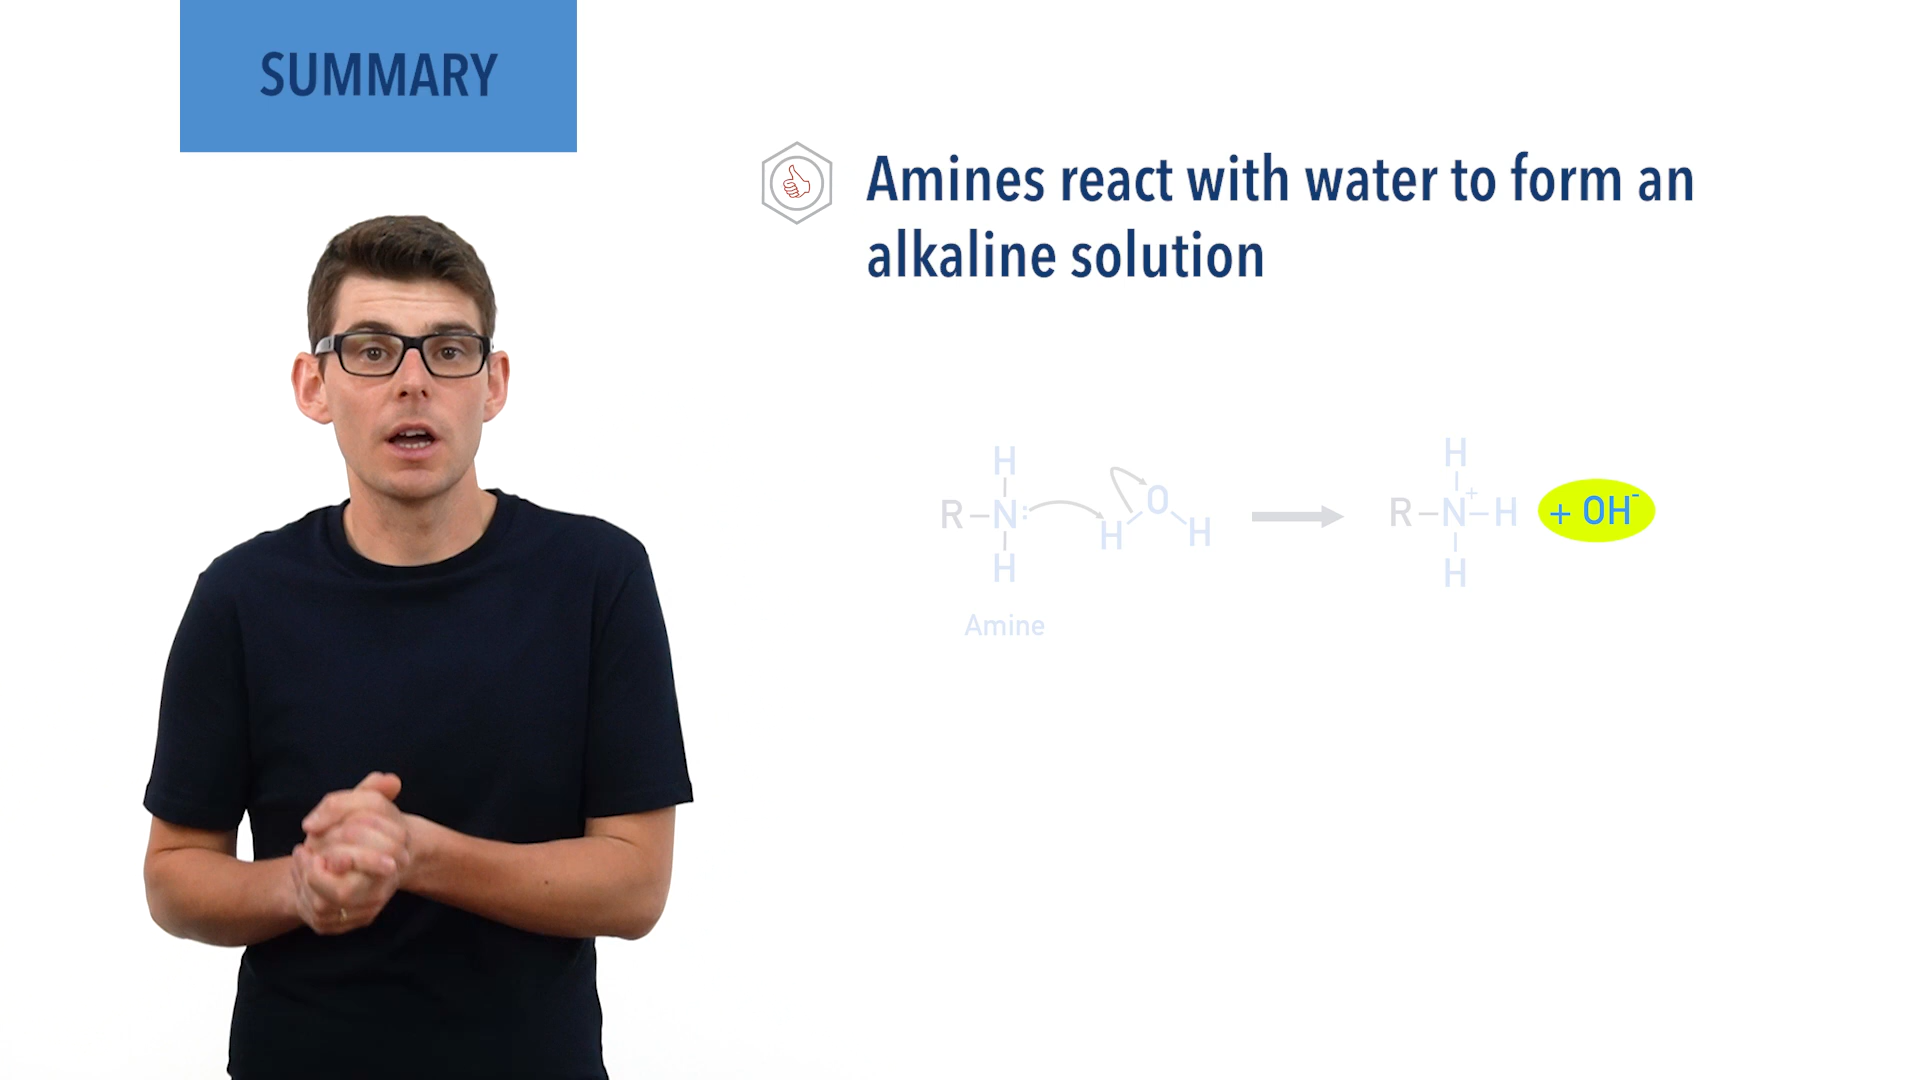 SUMMARY
Amines react with water to form an
alkaline solution
H H
R–N: O R–N⁺–H + OH⁻
H H H H
Amine